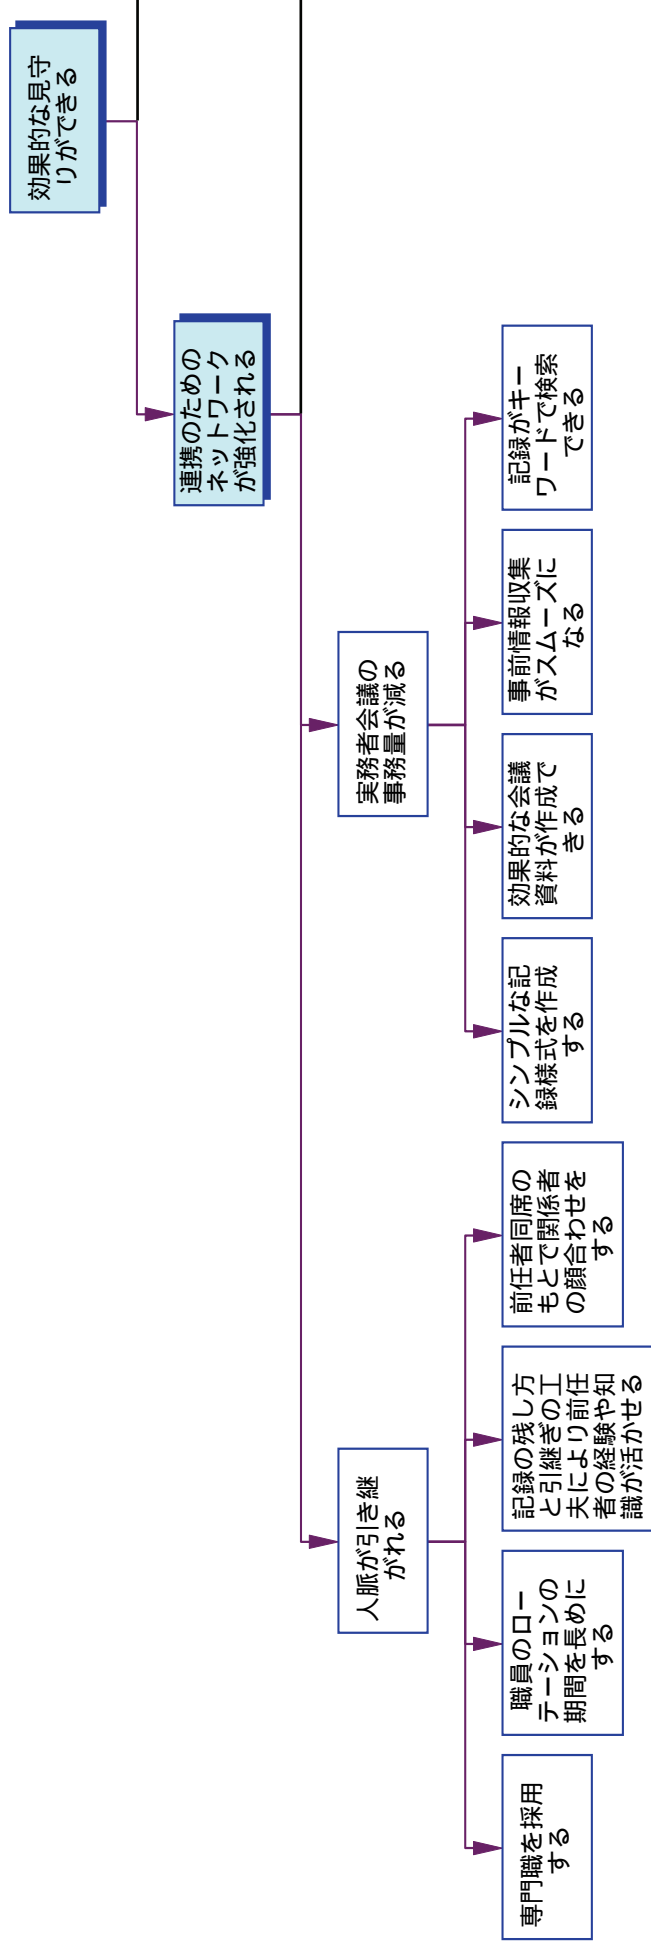 効果的な見守
りができる
連携のための
ネットワーク
が強化される
人脈が引き継
がれる
実務者会議の
事務量が減る
専門職を採用
する
職員のロー
テーションの
期間を長めに
する
記録の残し方
と引継ぎの工
夫により前任
者の経験や知
識が活かせる
前任者同席の
もとで関係者
の顔合わせを
する
シンプルな記
録様式を作成
する
効果的な会議
資料が作成で
きる
事前情報収集
がスムーズに
なる
記録がキー
ワードで検索
できる